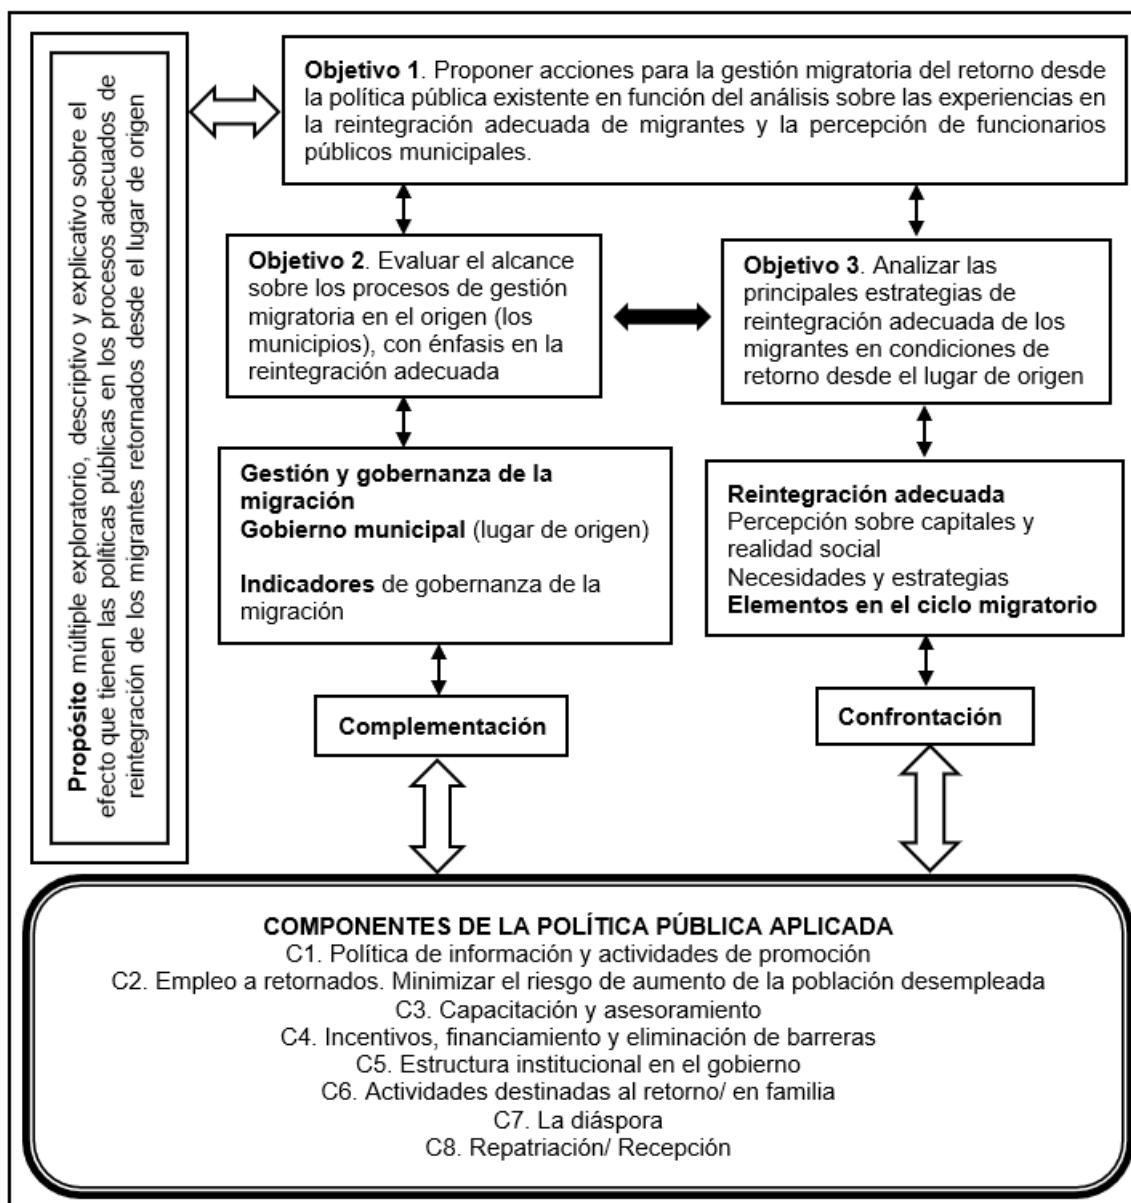 Propósito múltiple exploratorio, descriptivo y explicativo sobre el
efecto que tienen las políticas públicas en los procesos adecuados de
reintegración de los migrantes retornados desde el lugar de origen
Objetivo 1. Proponer acciones para la gestión migratoria del retorno desde
la política pública existente en función del análisis sobre las experiencias en
la reintegración adecuada de migrantes y la percepción de funcionarios
públicos municipales.
Objetivo 2. Evaluar el alcance
sobre los procesos de gestión
migratoria en el origen (los
municipios), con énfasis en la
reintegración adecuada
Objetivo 3. Analizar las
principales estrategias de
reintegración adecuada de los
migrantes en condiciones de
retorno desde el lugar de origen
Gestión y gobernanza de la
migración
Gobierno municipal (lugar de origen)
Indicadores de gobernanza de la
migración
Reintegración adecuada
Percepción sobre capitales y
realidad social
Necesidades y estrategias
Elementos en el ciclo migratorio
Complementación
Confrontación
COMPONENTES DE LA POLÍTICA PÚBLICA APLICADA
C1. Política de información y actividades de promoción
C2. Empleo a retornados. Minimizar el riesgo de aumento de la población desempleada
C3. Capacitación y asesoramiento
C4. Incentivos, financiamiento y eliminación de barreras
C5. Estructura institucional en el gobierno
C6. Actividades destinadas al retorno/ en familia
C7. La diáspora
C8. Repatriación/ Recepción